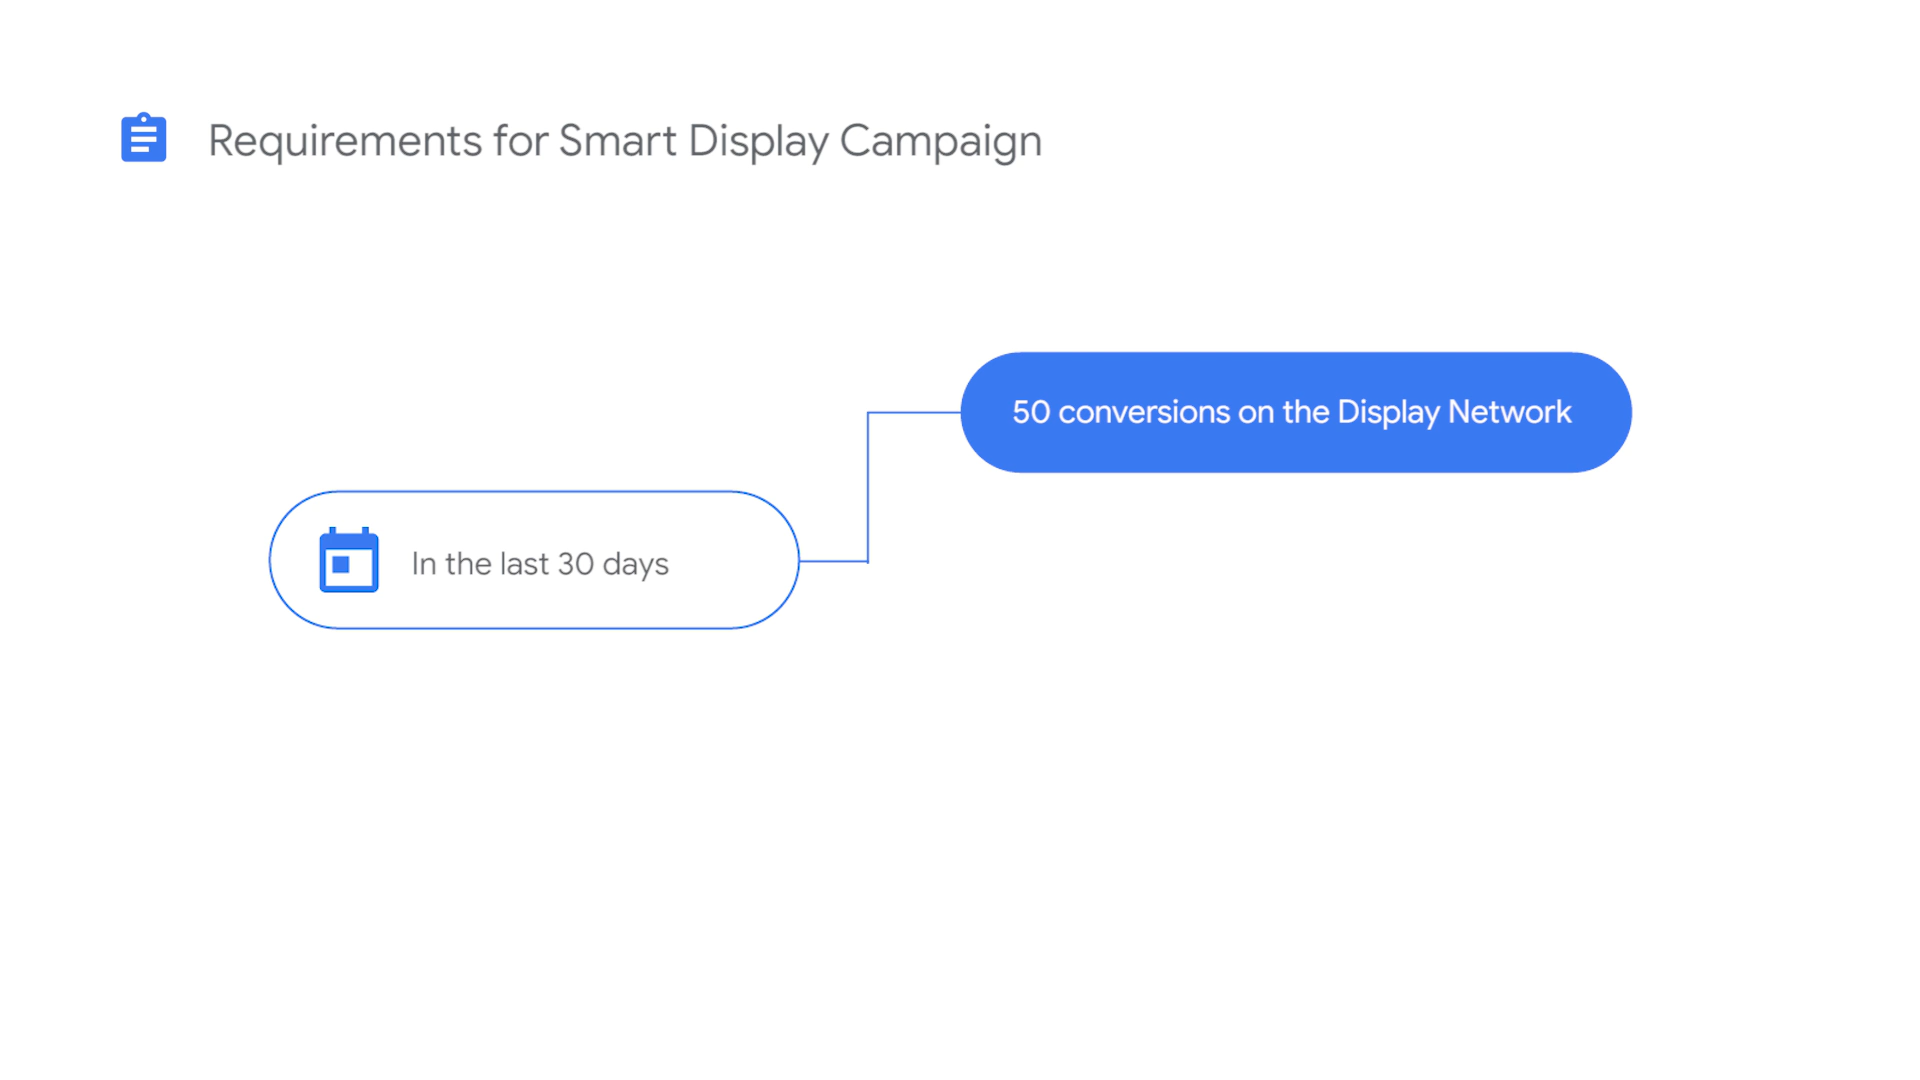 Requirements for Smart Display Campaign
50 conversions on the Display Network
In the last 30 days